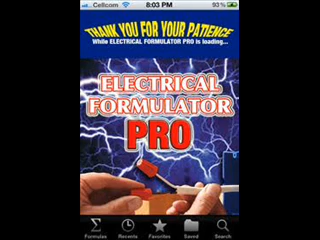 Cellcom 8:03 PM 93%
THANK YOU FOR YOUR PATIENCE
While ELECTRICAL FORMULATOR PRO is loading...
ELECTRICAL
FORMULATOR
PRO
Σ
Formulas Recents Favorites Saved Search